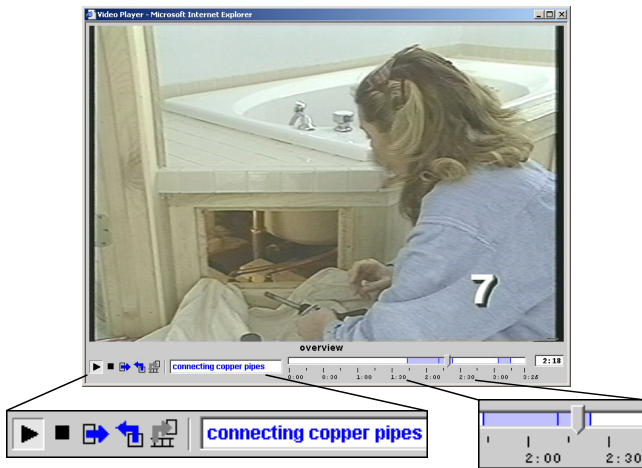 Video Player - Microsoft Internet Explorer
7
overview
connecting copper pipes
2:18
0:00 0:30 1:00 1:30 2:00 2:30 3:00 3:26
connecting copper pipes
2:00 2:30